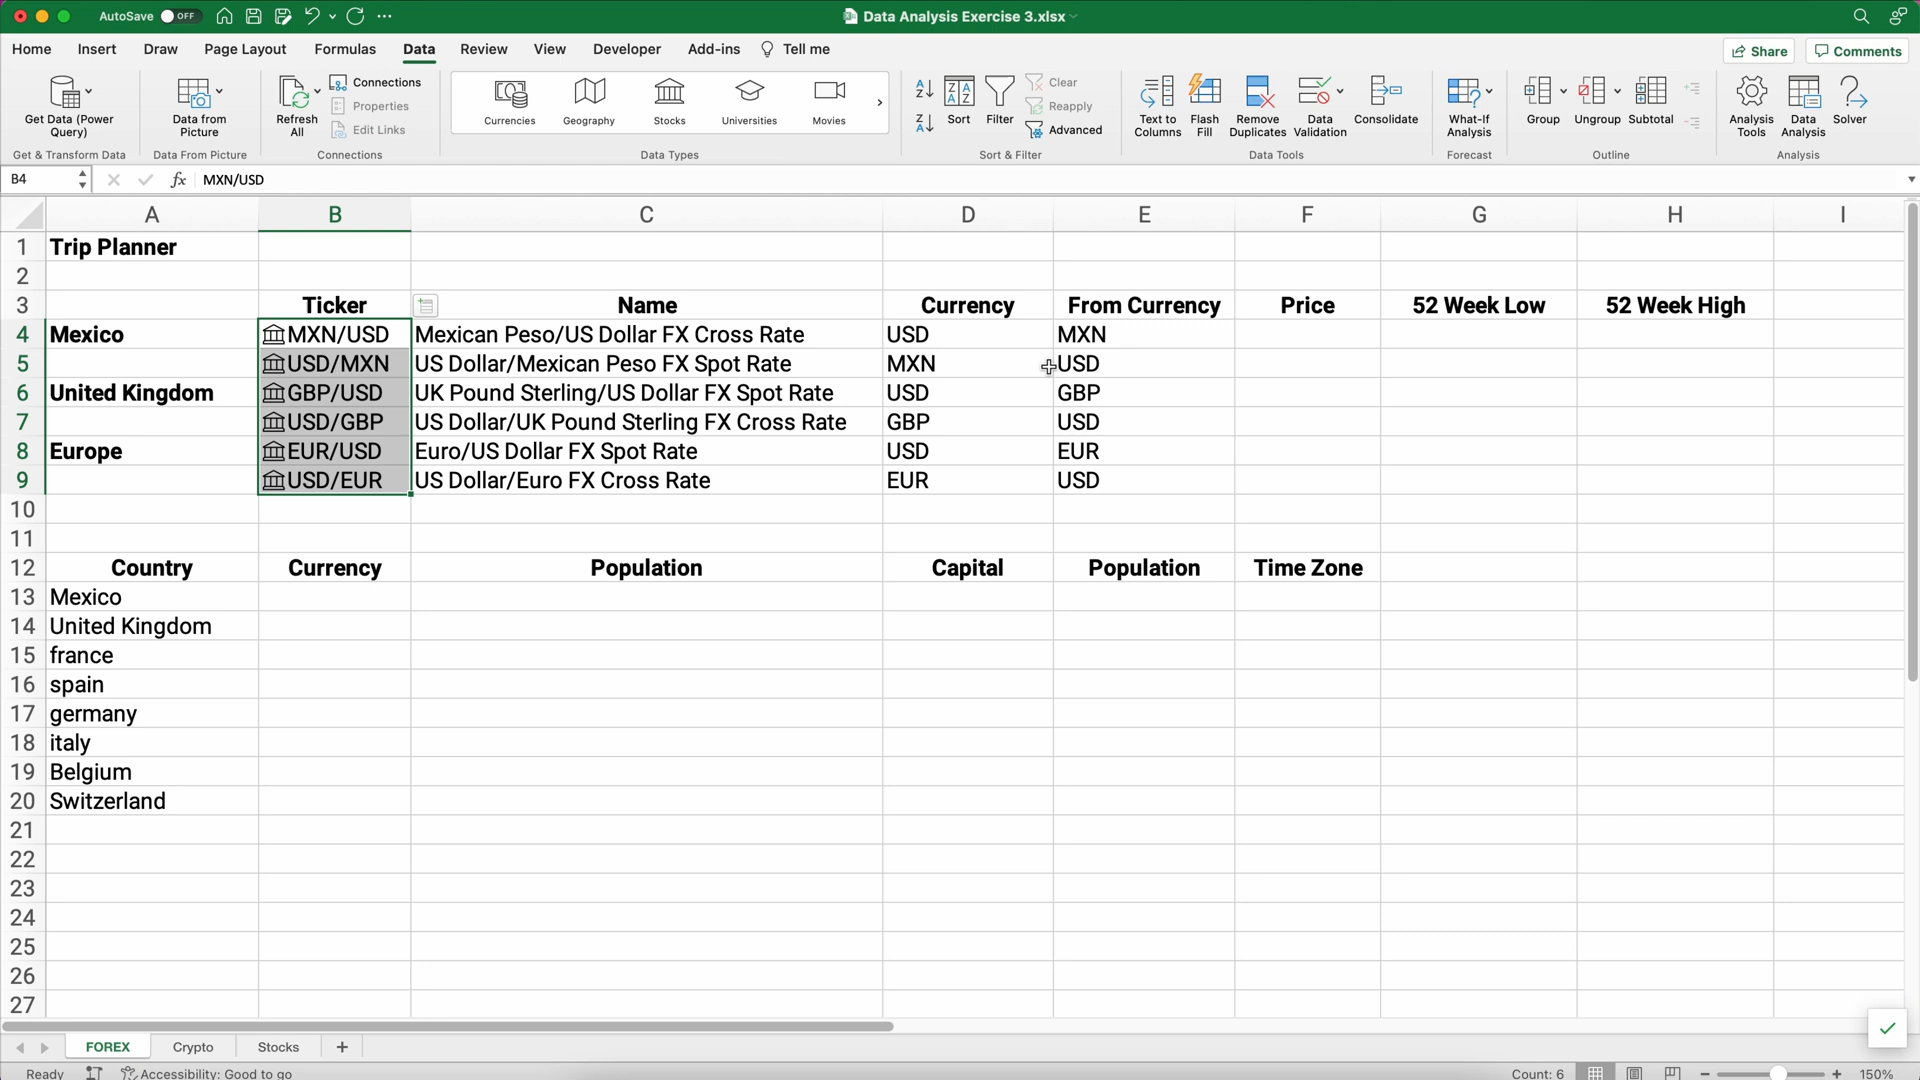 AutoSave OFF
Data Analysis Exercise 3.xlsx
Home Insert Draw Page Layout Formulas Data Review View Developer Add-ins Tell me
Share Comments
Get Data (Power Query)
Data from Picture
Refresh All
Connections
Properties
Edit Links
Currencies Geography Stocks Universities Movies
Sort Filter
Clear
Reapply
Advanced
Text to Columns
Flash Fill
Remove Duplicates
Data Validation
Consolidate
What-If Analysis
Group Ungroup Subtotal
Analysis Tools
Data Analysis
Solver
Get & Transform Data Data From Picture Connections Data Types Sort & Filter Data Tools Forecast Outline Analysis
B4 fx MXN/USD
A B C D E F G H I
1 Trip Planner
2
3 Ticker Name Currency From Currency Price 52 Week Low 52 Week High
4 Mexico MXN/USD Mexican Peso/US Dollar FX Cross Rate USD MXN
5 USD/MXN US Dollar/Mexican Peso FX Spot Rate MXN USD
6 United Kingdom GBP/USD UK Pound Sterling/US Dollar FX Spot Rate USD GBP
7 USD/GBP US Dollar/UK Pound Sterling FX Cross Rate GBP USD
8 Europe EUR/USD Euro/US Dollar FX Spot Rate USD EUR
9 USD/EUR US Dollar/Euro FX Cross Rate EUR USD
10
11
12 Country Currency Population Capital Population Time Zone
13 Mexico
14 United Kingdom
15 france
16 spain
17 germany
18 italy
19 Belgium
20 Switzerland
21
22
23
24
25
26
27
FOREX Crypto Stocks +
Ready Accessibility: Good to go Count: 6 150%